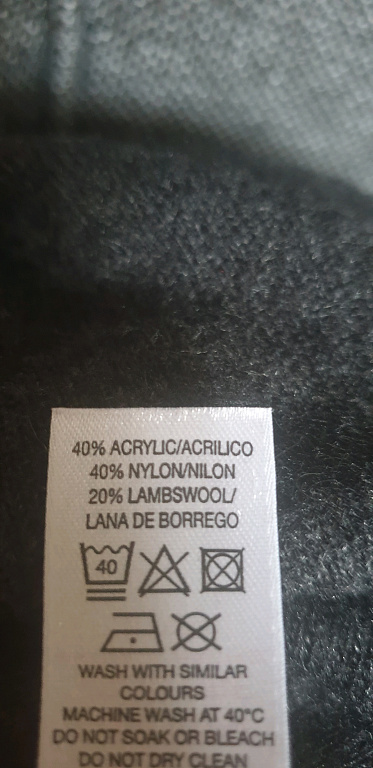 40% ACRYLIC/ACRILICO
40% NYLON/NILON
20% LAMBSWOOL/
LANA DE BORREGO
40
WASH WITH SIMILAR
COLOURS
MACHINE WASH AT 40°C
DO NOT SOAK OR BLEACH
DO NOT DRY CLEAN